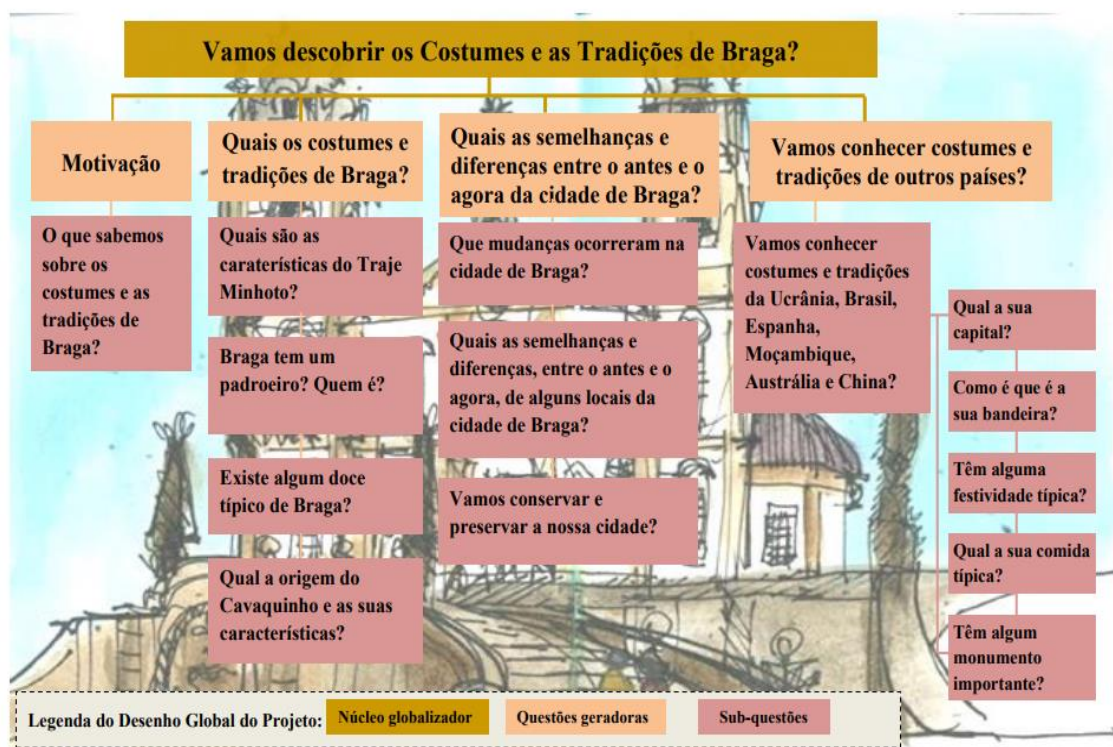 Vamos descobrir os Costumes e as Tradições de Braga?
Motivação
O que sabemos
sobre os
costumes e as
tradições de
Braga?
Quais os costumes e
tradições de Braga?
Quais são as
caraterísticas do Traje
Minhoto?
Braga tem um
padroeiro? Quem é?
Existe algum doce
típico de Braga?
Qual a origem do
Cavaquinho e as suas
características?
Quais as semelhanças e
diferenças entre o antes e o
agora da cidade de Braga?
Que mudanças ocorreram na
cidade de Braga?
Quais as semelhanças e
diferenças, entre o antes e o
agora, de alguns locais da
cidade de Braga?
Vamos conservar e
preservar a nossa cidade?
Vamos conhecer costumes e
tradições de outros países?
Vamos conhecer
costumes e tradições
da Ucrânia, Brasil,
Espanha,
Moçambique,
Austrália e China?
Qual a sua
capital?
Como é que é a
sua bandeira?
Têm alguma
festividade típica?
Qual a sua comida
típica?
Têm algum
monumento
importante?
Legenda do Desenho Global do Projeto: Núcleo globalizador Questões geradoras Sub-questões